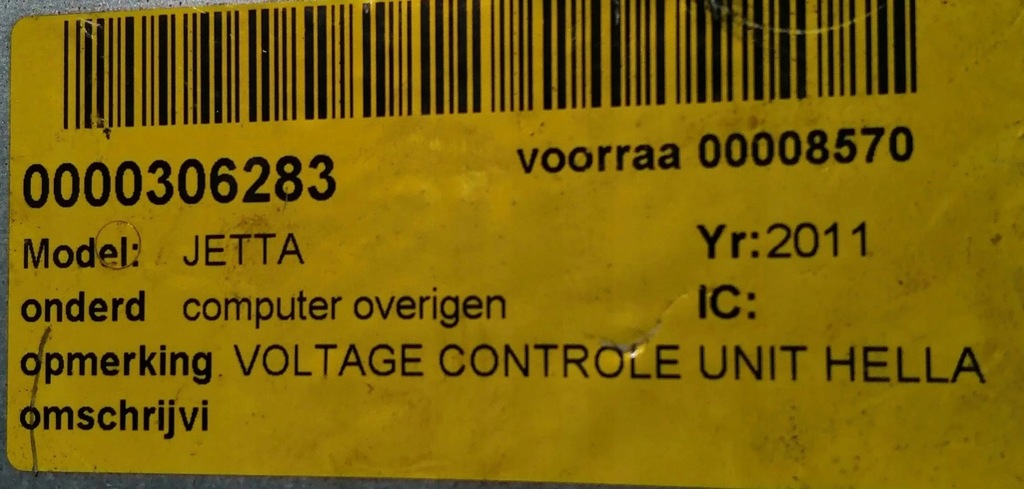 0000306283 voorraa 00008570
Model: JETTA Yr:2011
onderd computer overigen IC:
opmerking VOLTAGE CONTROLE UNIT HELLA
omschrijvi